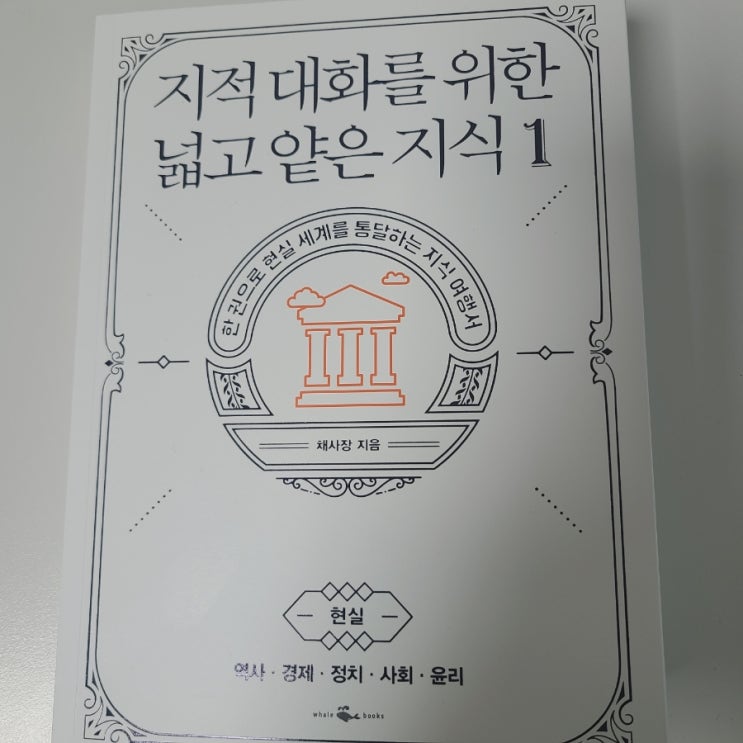 지적 대화를 위한
넓고 얕은 지식 1
한 권으로 현실 세계를 통달하는 지식 여행서
채사장 지음
현실
역사 · 경제 · 정치 · 사회 · 윤리
whale books